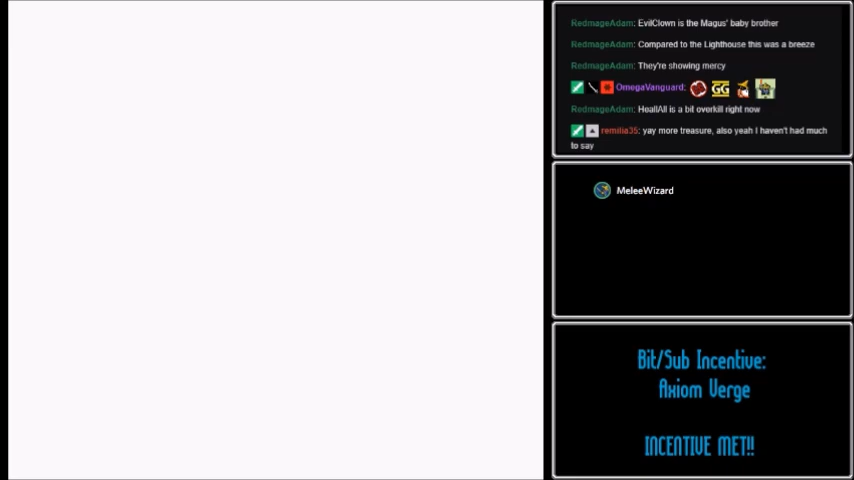 RedmageAdam: EvilClown is the Magus' baby brother
RedmageAdam: Compared to the Lighthouse this was a breeze
RedmageAdam: They're showing mercy
OmegaVanguard: GG
RedmageAdam: HeallAll is a bit overkill right now
remilia35: yay more treasure, also yeah I haven't had much
to say
MeleeWizard
Bit/Sub Incentive:
Axiom Verge
INCENTIVE MET!!